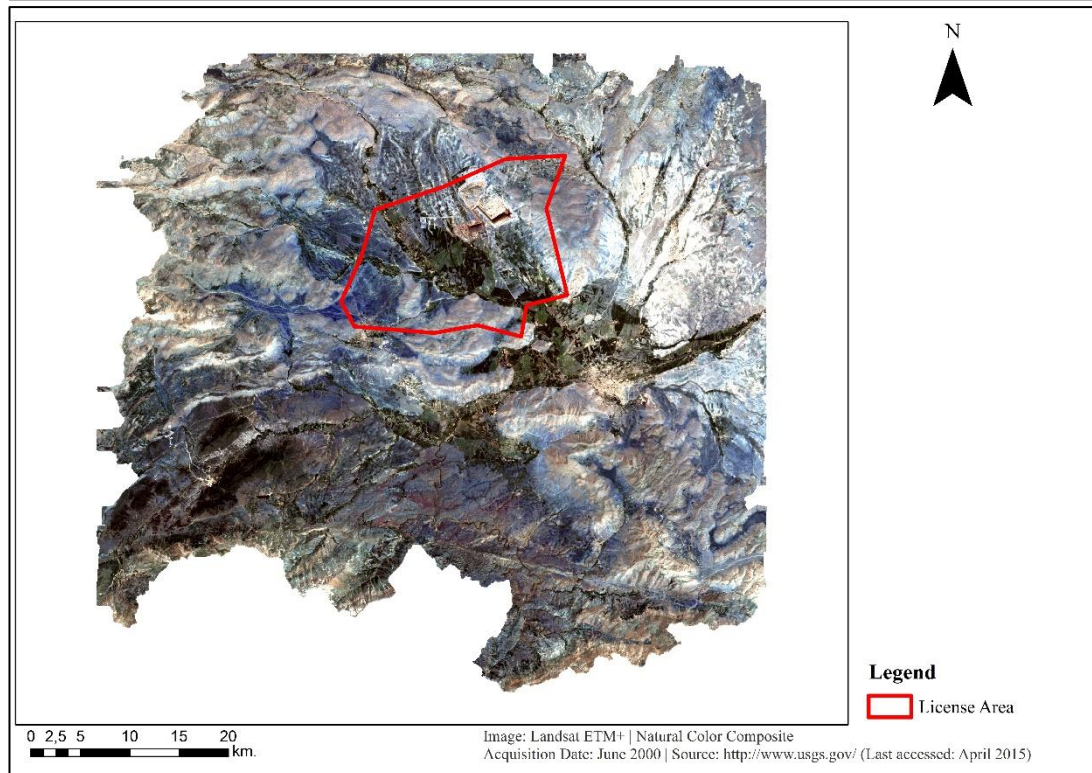 N
Legend
License Area
0 2,5 5 10 15 20
km.
Image: Landsat ETM+ | Natural Color Composite
Acquisition Date: June 2000 | Source: http://www.usgs.gov/ (Last accessed: April 2015)